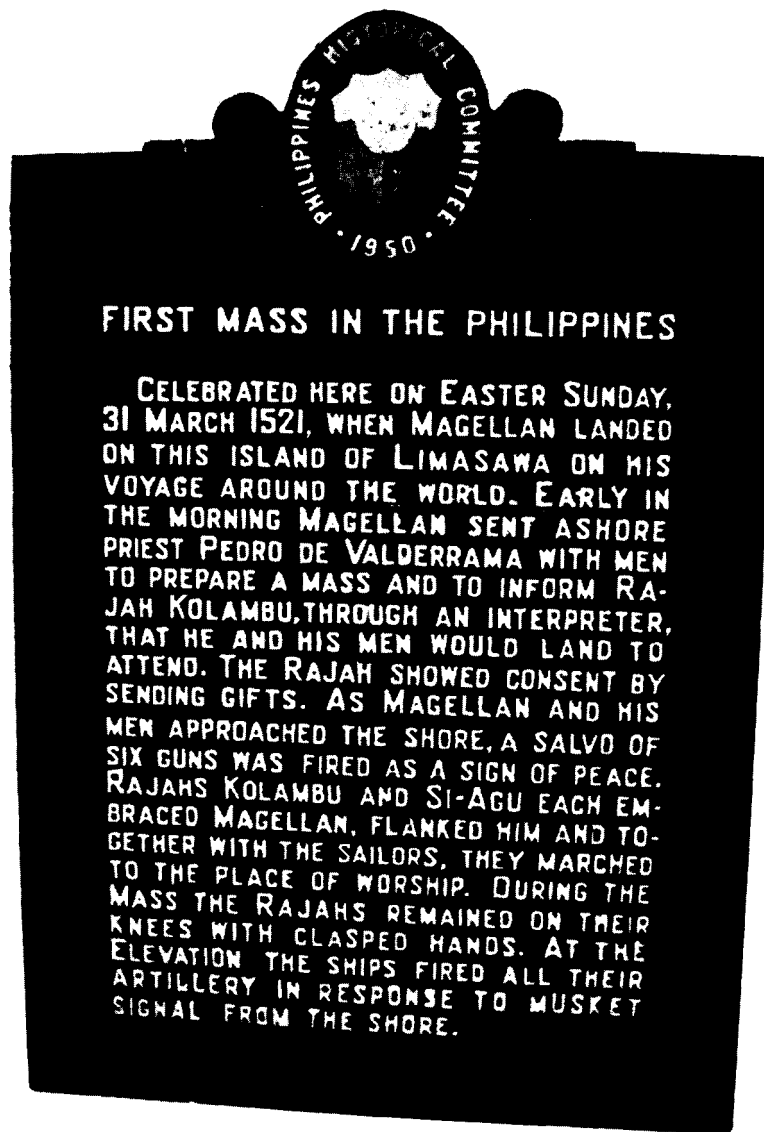 PHILIPPINES HISTORICAL COMMITTEE
• 1950 •
FIRST MASS IN THE PHILIPPINES
CELEBRATED HERE ON EASTER SUNDAY,
31 MARCH 1521, WHEN MAGELLAN LANDED
ON THIS ISLAND OF LIMASAWA ON HIS
VOYAGE AROUND THE WORLD. EARLY IN
THE MORNING MAGELLAN SENT ASHORE
PRIEST PEDRO DE VALDERRAMA WITH MEN
TO PREPARE A MASS AND TO INFORM RA-
JAH KOLAMBU, THROUGH AN INTERPRETER,
THAT HE AND HIS MEN WOULD LAND TO
ATTEND. THE RAJAH SHOWED CONSENT BY
SENDING GIFTS. AS MAGELLAN AND HIS
MEN APPROACHED THE SHORE, A SALVO OF
SIX GUNS WAS FIRED AS A SIGN OF PEACE.
RAJAHS KOLAMBU AND SI-AGU EACH EM-
BRACED MAGELLAN, FLANKED HIM AND TO-
GETHER WITH THE SAILORS, THEY MARCHED
TO THE PLACE OF WORSHIP. DURING THE
MASS THE RAJAHS REMAINED ON THEIR
KNEES WITH CLASPED HANDS. AT THE
ELEVATION THE SHIPS FIRED ALL THEIR
ARTILLERY IN RESPONSE TO MUSKET
SIGNAL FROM THE SHORE.